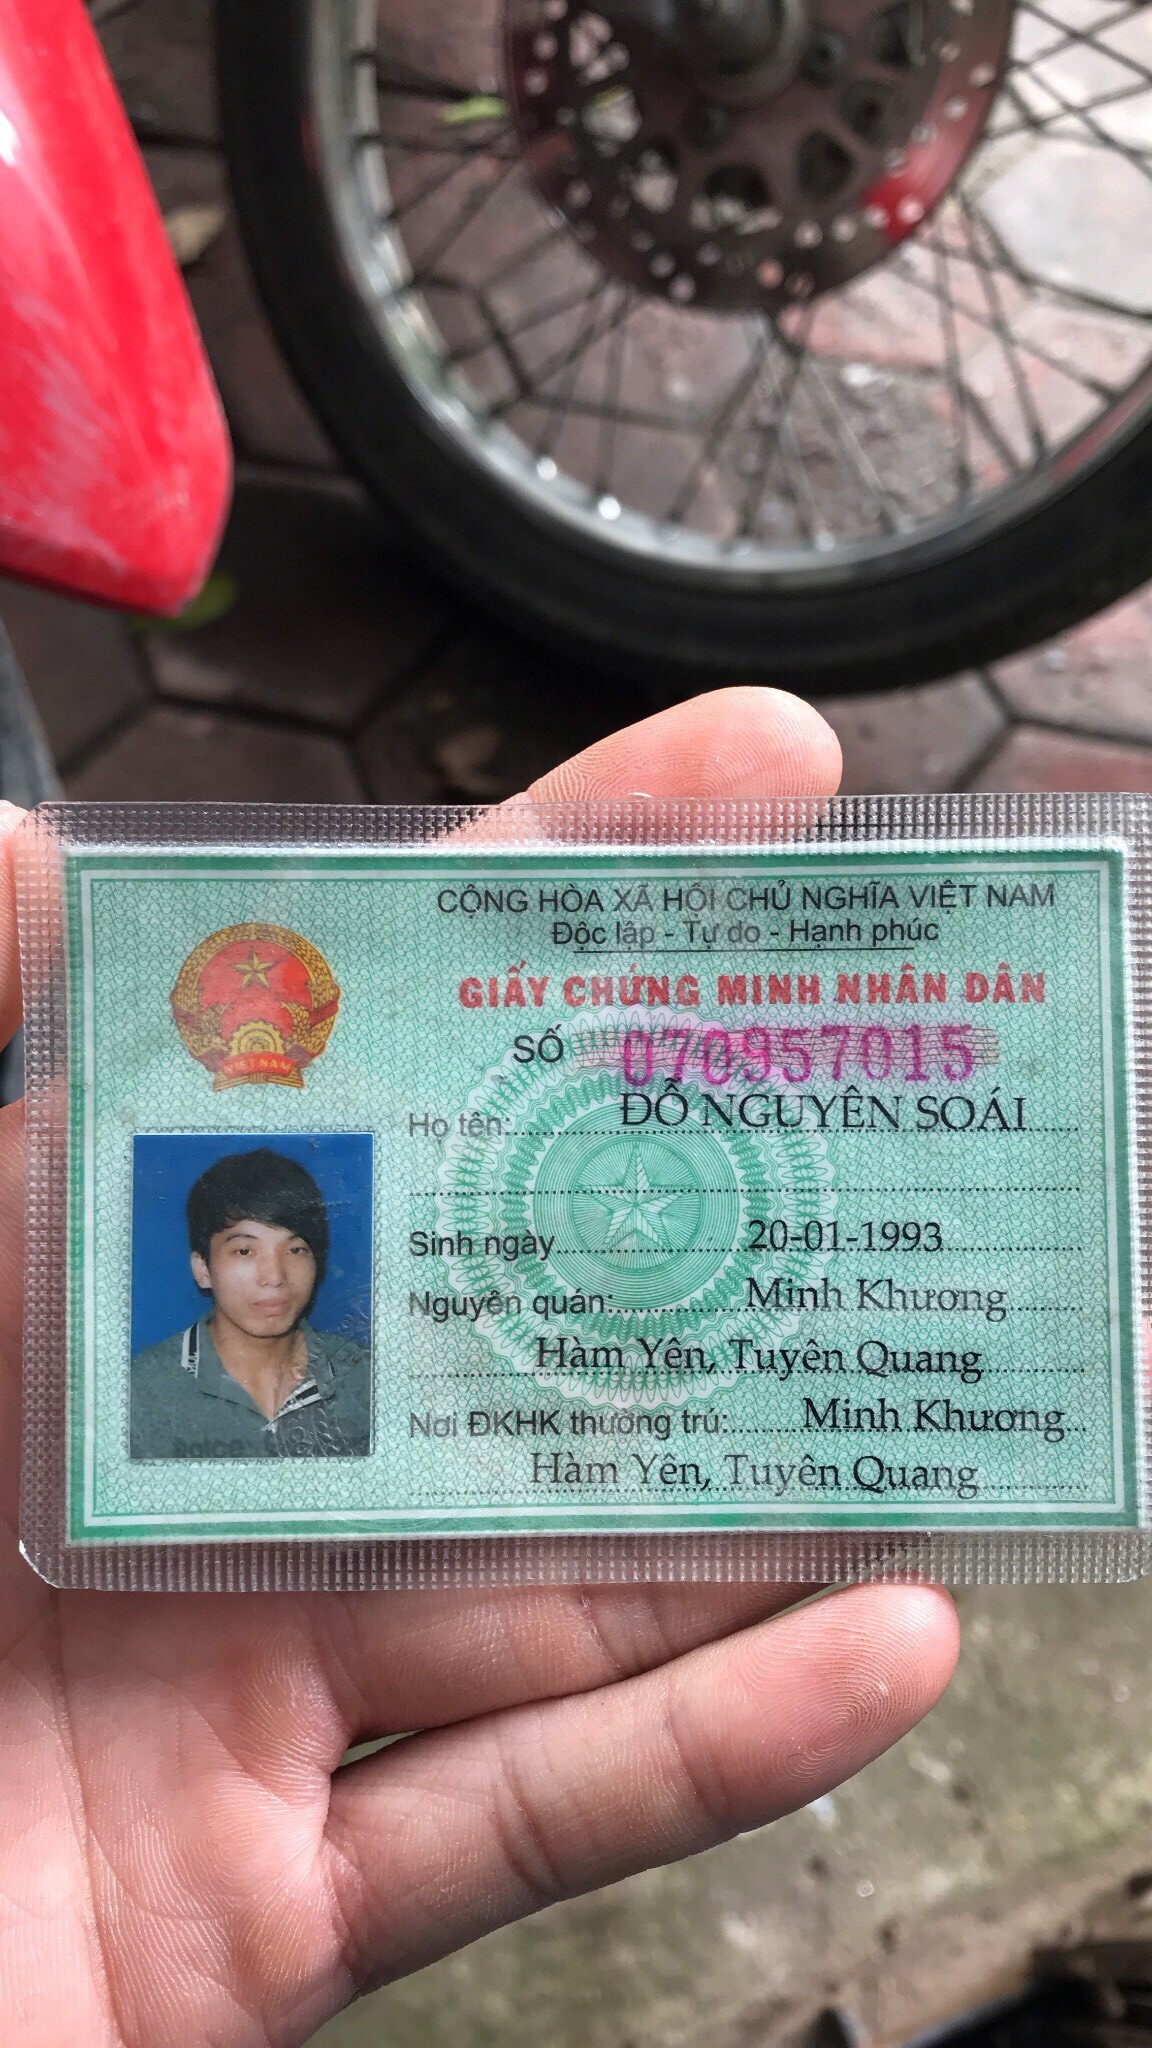 CỘNG HÒA XÃ HỘI CHỦ NGHĨA VIỆT NAM
Độc lập - Tự do - Hạnh phúc
GIẤY CHỨNG MINH NHÂN DÂN
SỐ 070957015
VIỆT NAM
Họ tên: ĐỖ NGUYÊN SOÁI
Sinh ngày 20-01-1993
Nguyên quán: Minh Khương
Hàm Yên, Tuyên Quang
Nơi ĐKHK thường trú: Minh Khương
Hàm Yên, Tuyên Quang